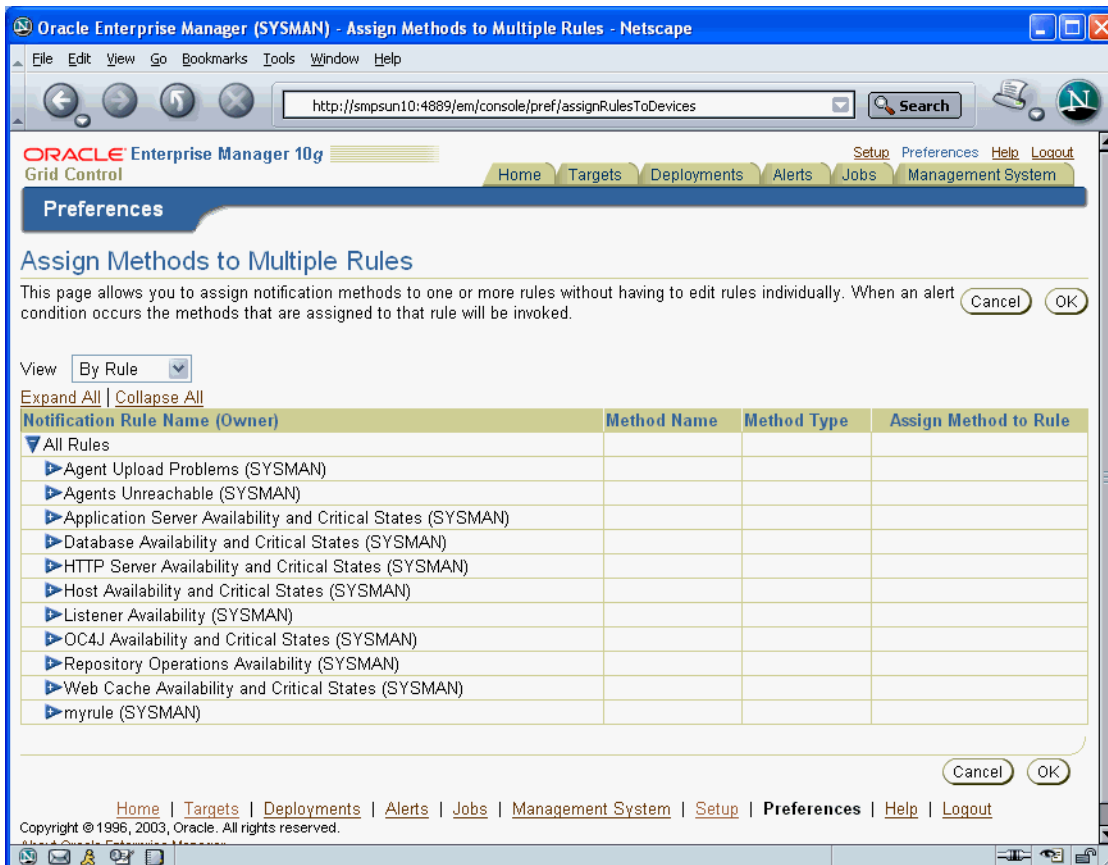 Oracle Enterprise Manager (SYSMAN) - Assign Methods to Multiple Rules - Netscape
File Edit View Go Bookmarks Tools Window Help
http://smpsun10:4889/em/console/pref/assignRulesToDevices
Search
N
ORACLE Enterprise Manager 10g
Grid Control
Setup Preferences Help Logout
Home Targets Deployments Alerts Jobs Management System
Preferences
Assign Methods to Multiple Rules
This page allows you to assign notification methods to one or more rules without having to edit rules individually. When an alert
condition occurs the methods that are assigned to that rule will be invoked.
Cancel OK
View By Rule
Expand All | Collapse All
Notification Rule Name (Owner) Method Name Method Type Assign Method to Rule
All Rules
Agent Upload Problems (SYSMAN)
Agents Unreachable (SYSMAN)
Application Server Availability and Critical States (SYSMAN)
Database Availability and Critical States (SYSMAN)
HTTP Server Availability and Critical States (SYSMAN)
Host Availability and Critical States (SYSMAN)
Listener Availability (SYSMAN)
OC4J Availability and Critical States (SYSMAN)
Repository Operations Availability (SYSMAN)
Web Cache Availability and Critical States (SYSMAN)
myrule (SYSMAN)
Cancel OK
Home | Targets | Deployments | Alerts | Jobs | Management System | Setup | Preferences | Help | Logout
Copyright © 1996, 2003, Oracle. All rights reserved.
About Oracle Enterprise Manager